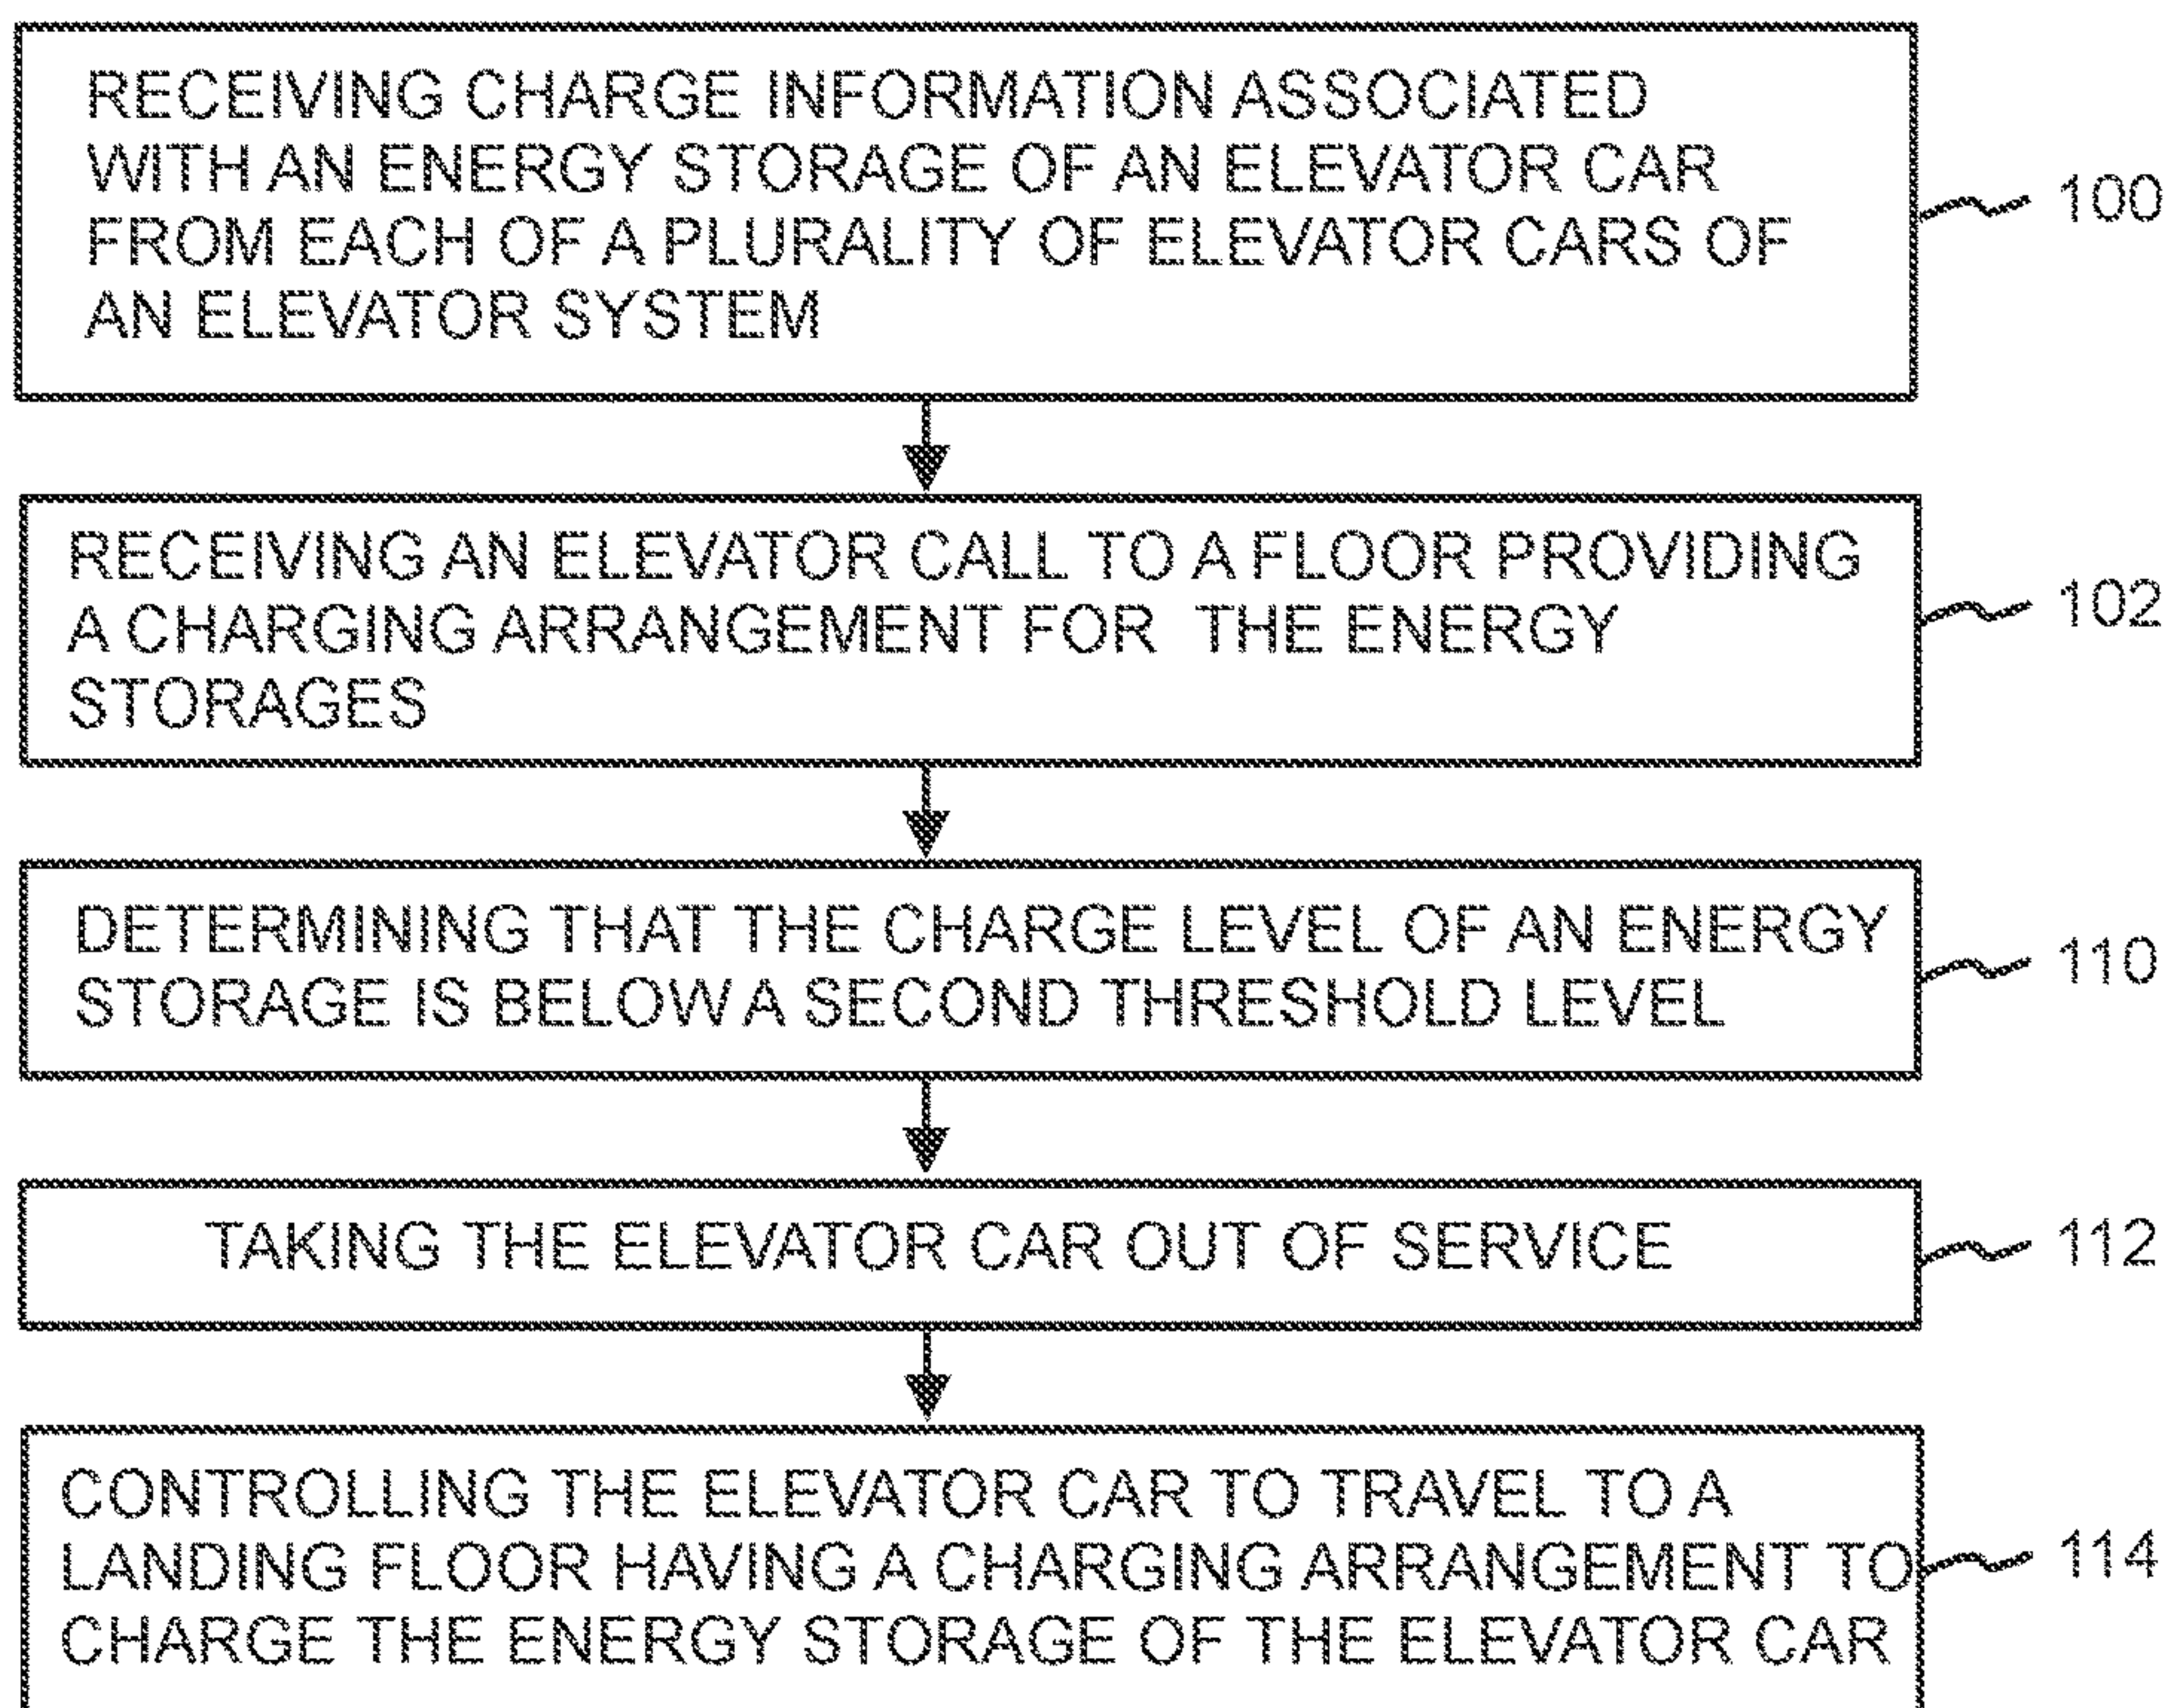 RECEIVING CHARGE INFORMATION ASSOCIATED
WITH AN ENERGY STORAGE OF AN ELEVATOR CAR
FROM EACH OF A PLURALITY OF ELEVATOR CARS OF
AN ELEVATOR SYSTEM
100
RECEIVING AN ELEVATOR CALL TO A FLOOR PROVIDING
A CHARGING ARRANGEMENT FOR THE ENERGY
STORAGES
102
DETERMINING THAT THE CHARGE LEVEL OF AN ENERGY
STORAGE IS BELOW A SECOND THRESHOLD LEVEL
110
TAKING THE ELEVATOR CAR OUT OF SERVICE
112
CONTROLLING THE ELEVATOR CAR TO TRAVEL TO A
LANDING FLOOR HAVING A CHARGING ARRANGEMENT TO
CHARGE THE ENERGY STORAGE OF THE ELEVATOR CAR
114